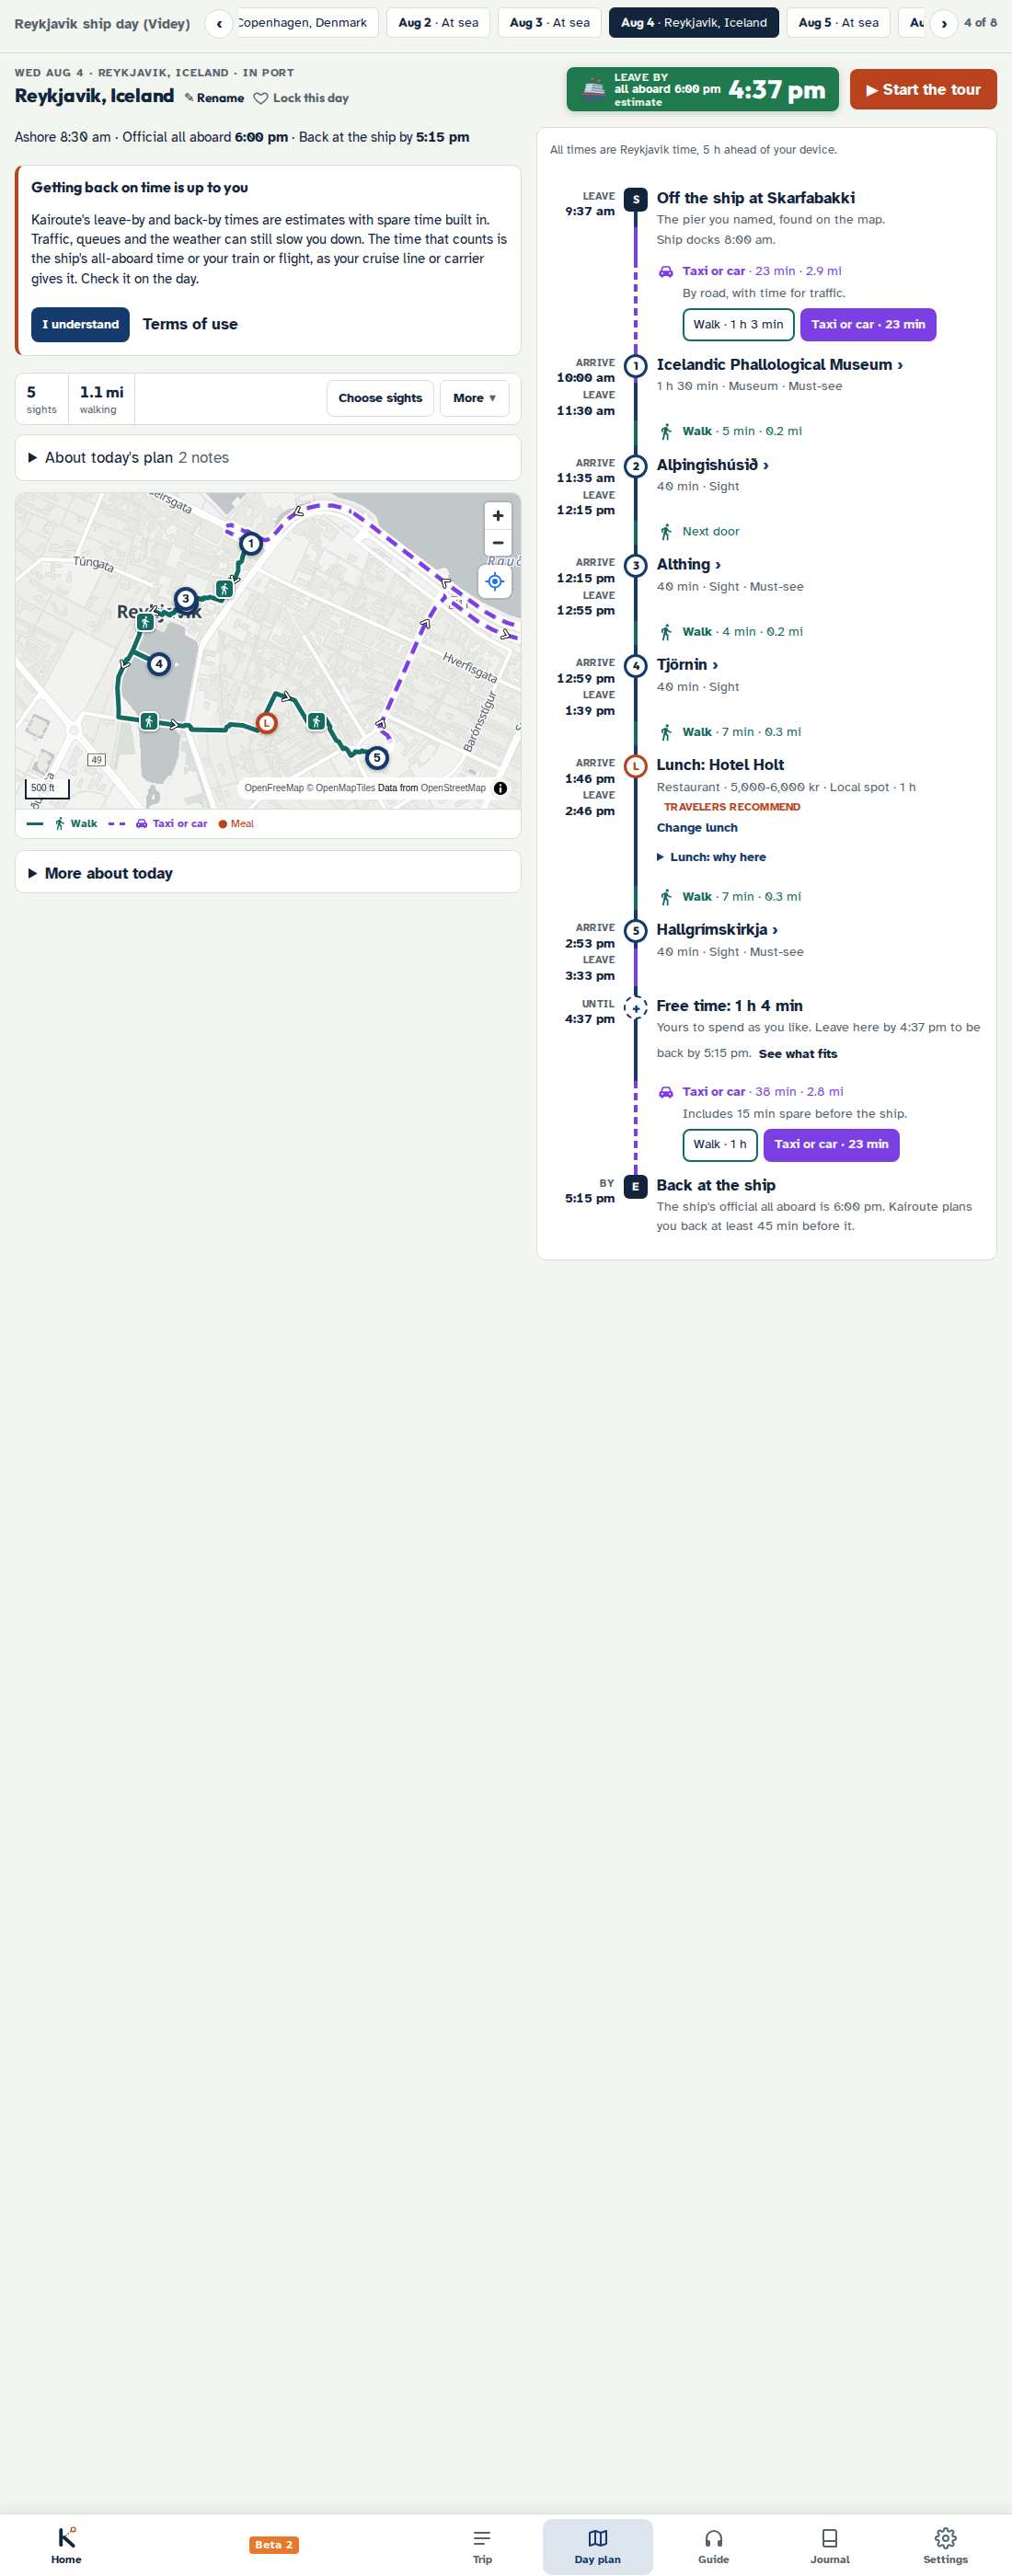 Reykjavik ship day (Videy)
‹
Copenhagen, Denmark
Aug 2 · At sea
Aug 3 · At sea
Aug 4 · Reykjavik, Iceland
Aug 5 · At sea
›
4 of 8
WED AUG 4 · REYKJAVIK, ICELAND · IN PORT
Reykjavik, Iceland
✎ Rename
Lock this day
LEAVE BY
all aboard 6:00 pm
estimate
4:37 pm
▶ Start the tour
Ashore 8:30 am · Official all aboard 6:00 pm · Back at the ship by 5:15 pm
Getting back on time is up to you
Kairoute's leave-by and back-by times are estimates with spare time built in.
Traffic, queues and the weather can still slow you down. The time that counts is
the ship's all-aboard time or your train or flight, as your cruise line or carrier
gives it. Check it on the day.
I understand
Terms of use
5
sights
1.1 mi
walking
Choose sights
More ▼
▶ About today's plan 2 notes
Túngata
1
3
4
5
L
Hverfisgata
Barónsstígur
49
+
−
500 ft
OpenFreeMap © OpenMapTiles Data from OpenStreetMap
Walk
Taxi or car
Meal
▶ More about today
All times are Reykjavik time, 5 h ahead of your device.
LEAVE
9:37 am
S
Off the ship at Skarfabakki
The pier you named, found on the map.
Ship docks 8:00 am.
Taxi or car · 23 min · 2.9 mi
By road, with time for traffic.
Walk · 1 h 3 min
Taxi or car · 23 min
ARRIVE
10:00 am
LEAVE
11:30 am
1
Icelandic Phallological Museum ›
1 h 30 min · Museum · Must-see
Walk · 5 min · 0.2 mi
ARRIVE
11:35 am
LEAVE
12:15 pm
2
Alþingishúsið ›
40 min · Sight
Next door
ARRIVE
12:15 pm
LEAVE
12:55 pm
3
Althing ›
40 min · Sight · Must-see
Walk · 4 min · 0.2 mi
ARRIVE
12:59 pm
LEAVE
1:39 pm
4
Tjörnin ›
40 min · Sight
Walk · 7 min · 0.3 mi
ARRIVE
1:46 pm
LEAVE
2:46 pm
L
Lunch: Hotel Holt
Restaurant · 5,000-6,000 kr · Local spot · 1 h
TRAVELERS RECOMMEND
Change lunch
▶ Lunch: why here
Walk · 7 min · 0.3 mi
ARRIVE
2:53 pm
LEAVE
3:33 pm
5
Hallgrímskirkja ›
40 min · Sight · Must-see
UNTIL
4:37 pm
+
Free time: 1 h 4 min
Yours to spend as you like. Leave here by 4:37 pm to be
back by 5:15 pm. See what fits
Taxi or car · 38 min · 2.8 mi
Includes 15 min spare before the ship.
Walk · 1 h
Taxi or car · 23 min
BY
5:15 pm
E
Back at the ship
The ship's official all aboard is 6:00 pm. Kairoute plans
you back at least 45 min before it.
Home
Beta 2
Trip
Day plan
Guide
Journal
Settings